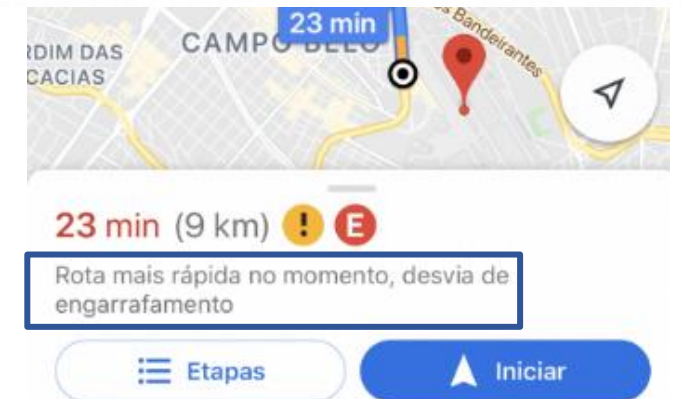 23 min
Bandeirantes
RDIM DAS
CACIAS
CAMPO BELO
23 min (9 km) ! E
Rota mais rápida no momento, desvia de
engarrafamento
Etapas
Iniciar